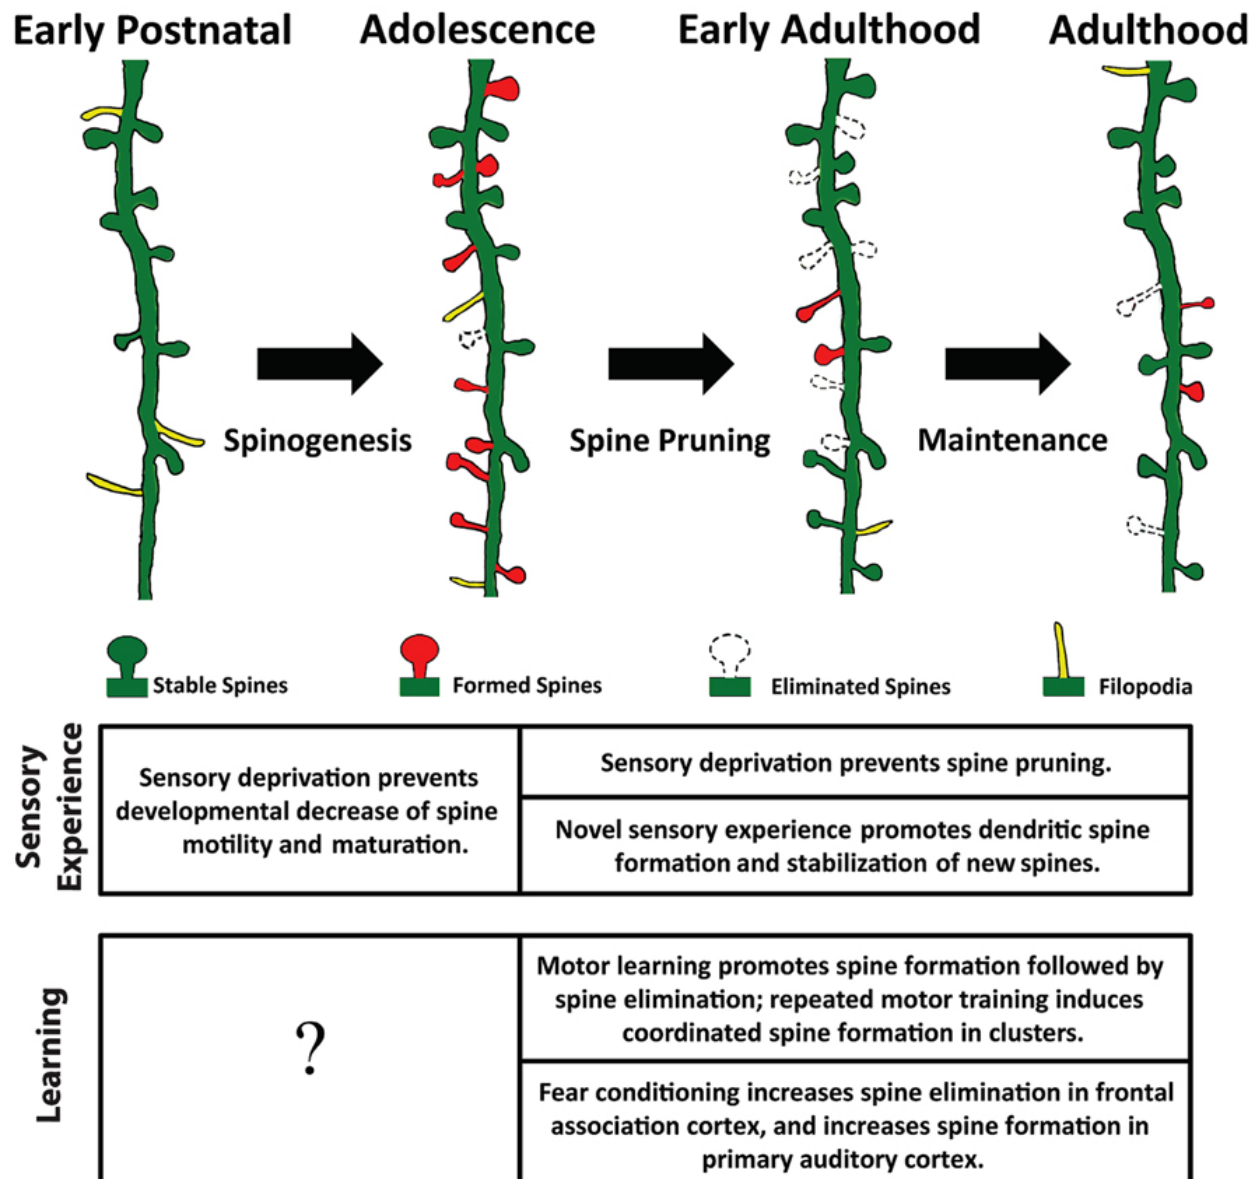 Early Postnatal
Adolescence
Early Adulthood
Adulthood
Spinogenesis
Spine Pruning
Maintenance
Stable Spines
Formed Spines
Eliminated Spines
Filopodia
Sensory
Experience
Sensory deprivation prevents
developmental decrease of spine
motility and maturation.
Sensory deprivation prevents spine pruning.
Novel sensory experience promotes dendritic spine
formation and stabilization of new spines.
Learning
?
Motor learning promotes spine formation followed by
spine elimination; repeated motor training induces
coordinated spine formation in clusters.
Fear conditioning increases spine elimination in frontal
association cortex, and increases spine formation in
primary auditory cortex.